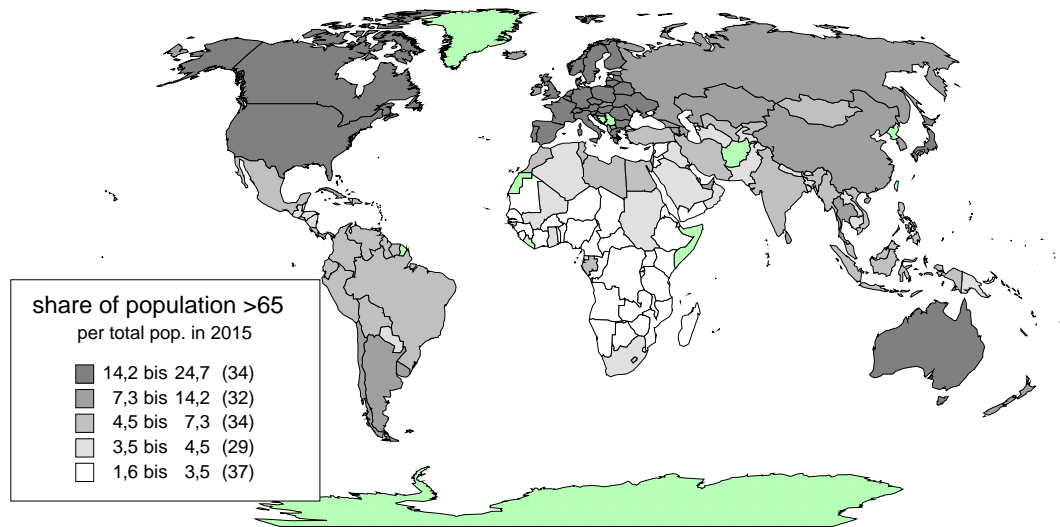 share of population >65
per total pop. in 2015
14,2 bis 24,7 (34)
7,3 bis 14,2 (32)
4,5 bis 7,3 (34)
3,5 bis 4,5 (29)
1,6 bis 3,5 (37)